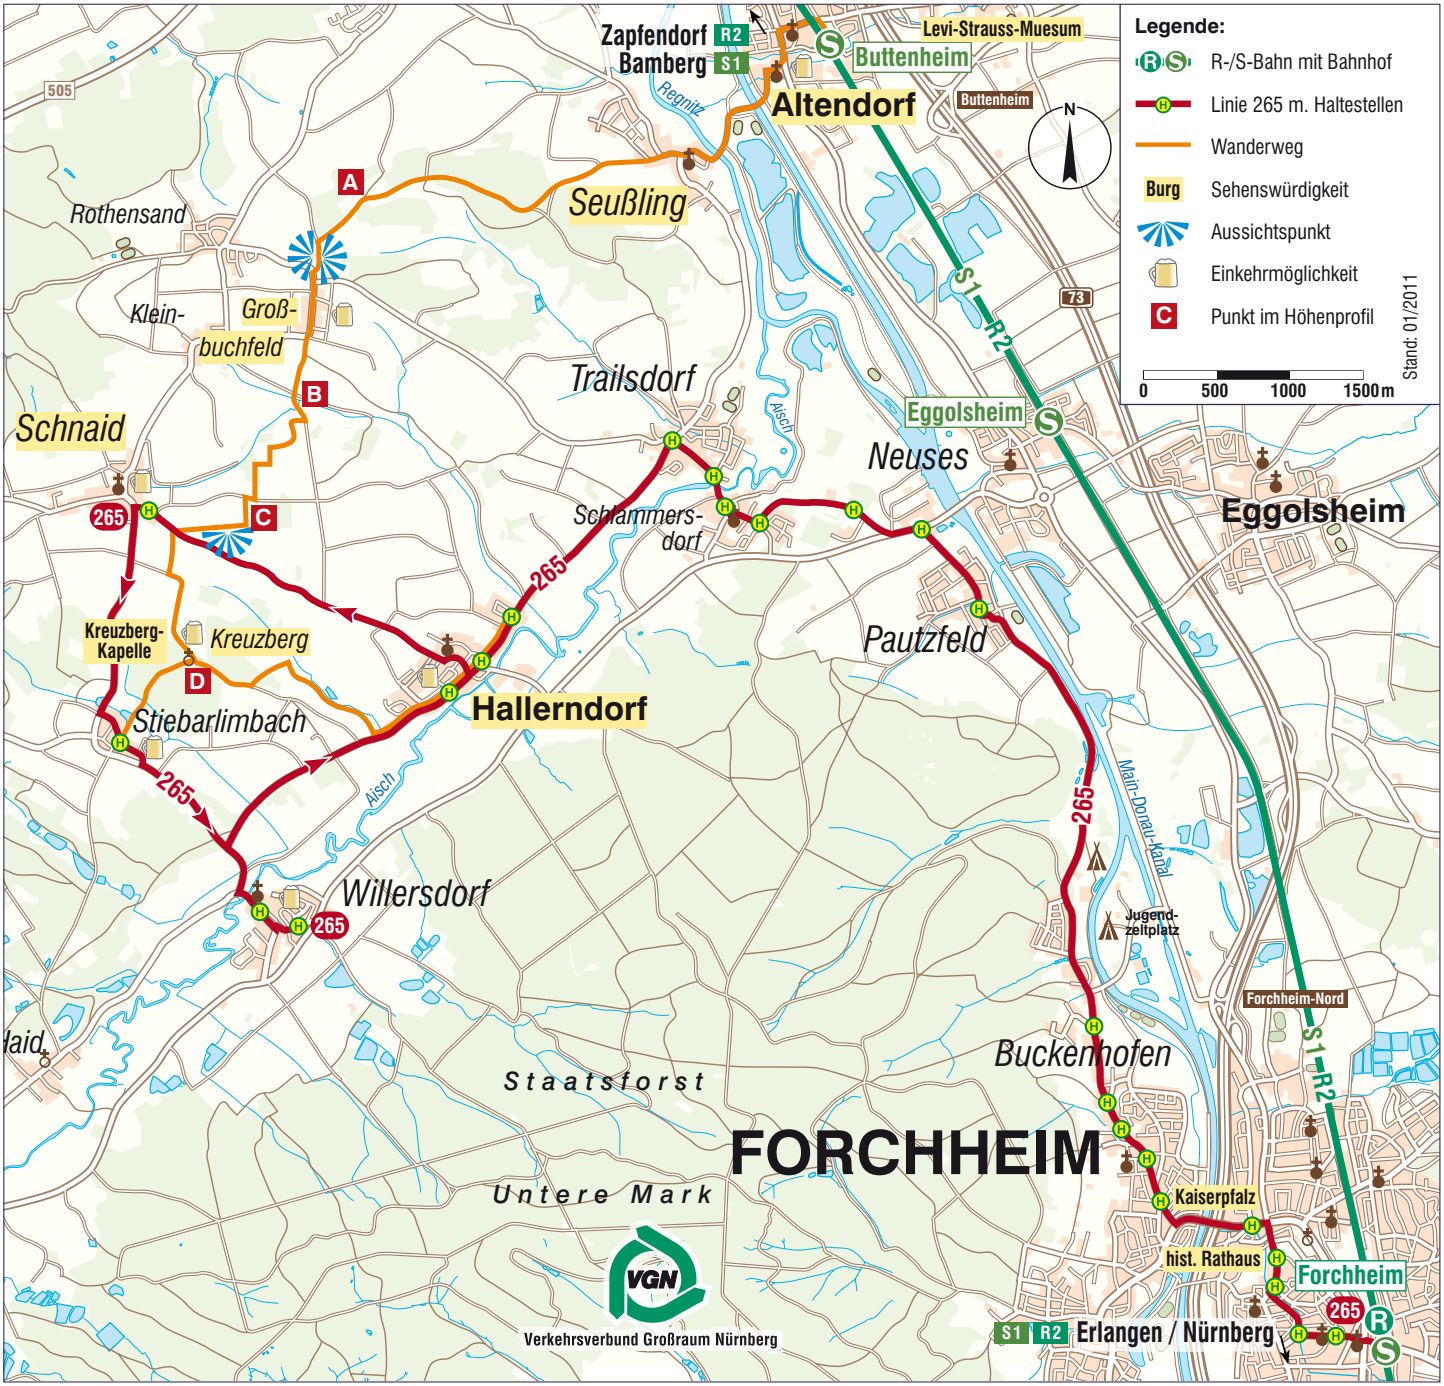 Zapfendorf R2
Bamberg S1
Levi-Strauss-Muesum
Buttenheim
Altendorf
Buttenheim
Regnitz
N
505
Legende:
R S R-/S-Bahn mit Bahnhof
H Linie 265 m. Haltestellen
Wanderweg
Burg Sehenswürdigkeit
Aussichtspunkt
Einkehrmöglichkeit
C Punkt im Höhenprofil
0 500 1000 1500 m
Stand: 01/2011
A
Rothensand
Seußling
Klein-
Groß-
buchfeld
S1
R2
73
B
Trailsdorf
Aisch
Eggolsheim
S
Schnaid
Neuses
Eggolsheim
265
C
Schlammers-
dorf
265
Kreuzberg-
Kapelle
Kreuzberg
Pautzfeld
D
Hallerndorf
Stiebarlimbach
265
Aisch
265
Main-Donau-Kanal
Willersdorf
265
Jugend-
zeltplatz
Forchheim-Nord
S1
R2
Haid
Buckenhofen
Staatsforst
FORCHHEIM
Untere Mark
Kaiserpfalz
hist. Rathaus
Forchheim
265
R
S
VGN
Verkehrsverbund Großraum Nürnberg
S1 R2 Erlangen / Nürnberg